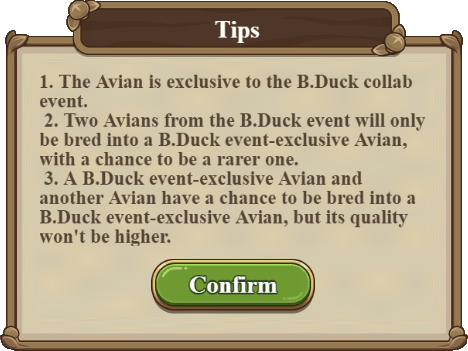 Tips
1. The Avian is exclusive to the B.Duck collab
event.
2. Two Avians from the B.Duck event will only
be bred into a B.Duck event-exclusive Avian,
with a chance to be a rarer one.
3. A B.Duck event-exclusive Avian and
another Avian have a chance to be bred into a
B.Duck event-exclusive Avian, but its quality
won't be higher.
Confirm